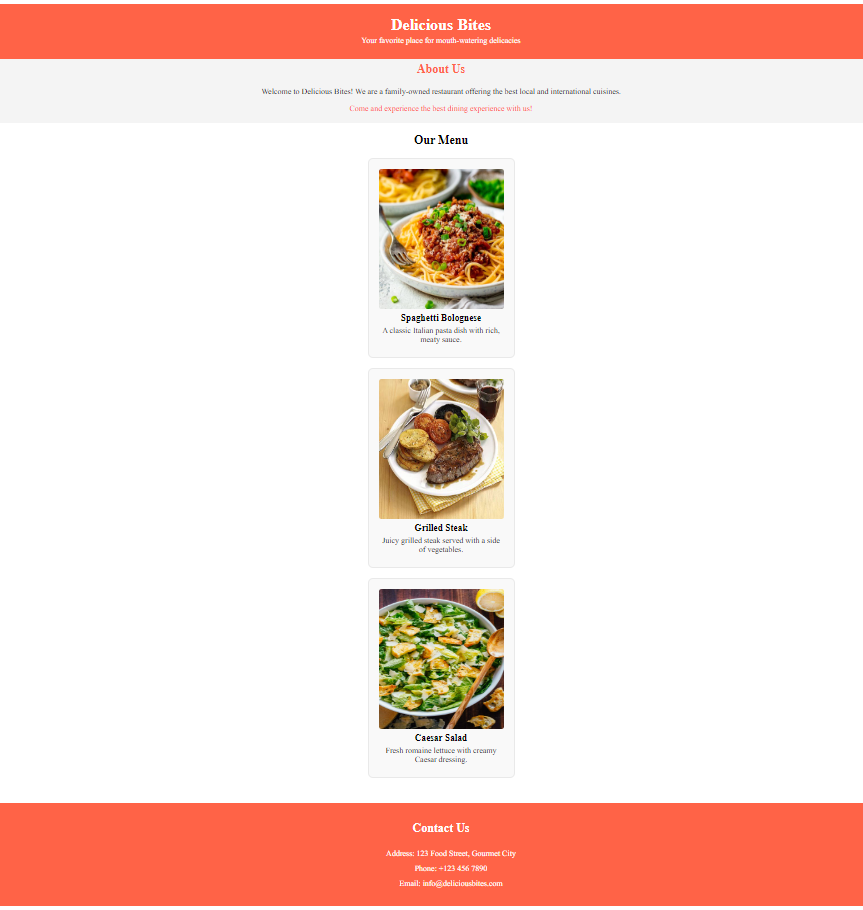 Delicious Bites
Your favorite place for mouth-watering delicacies
About Us
Welcome to Delicious Bites! We are a family-owned restaurant offering the best local and international cuisines.
Come and experience the best dining experience with us!
Our Menu
Spaghetti Bolognese
A classic Italian pasta dish with rich,
meaty sauce.
Grilled Steak
Juicy grilled steak served with a side
of vegetables.
Caesar Salad
Fresh romaine lettuce with creamy
Caesar dressing.
Contact Us
Address: 123 Food Street, Gourmet City
Phone: +123 456 7890
Email: info@deliciousbites.com